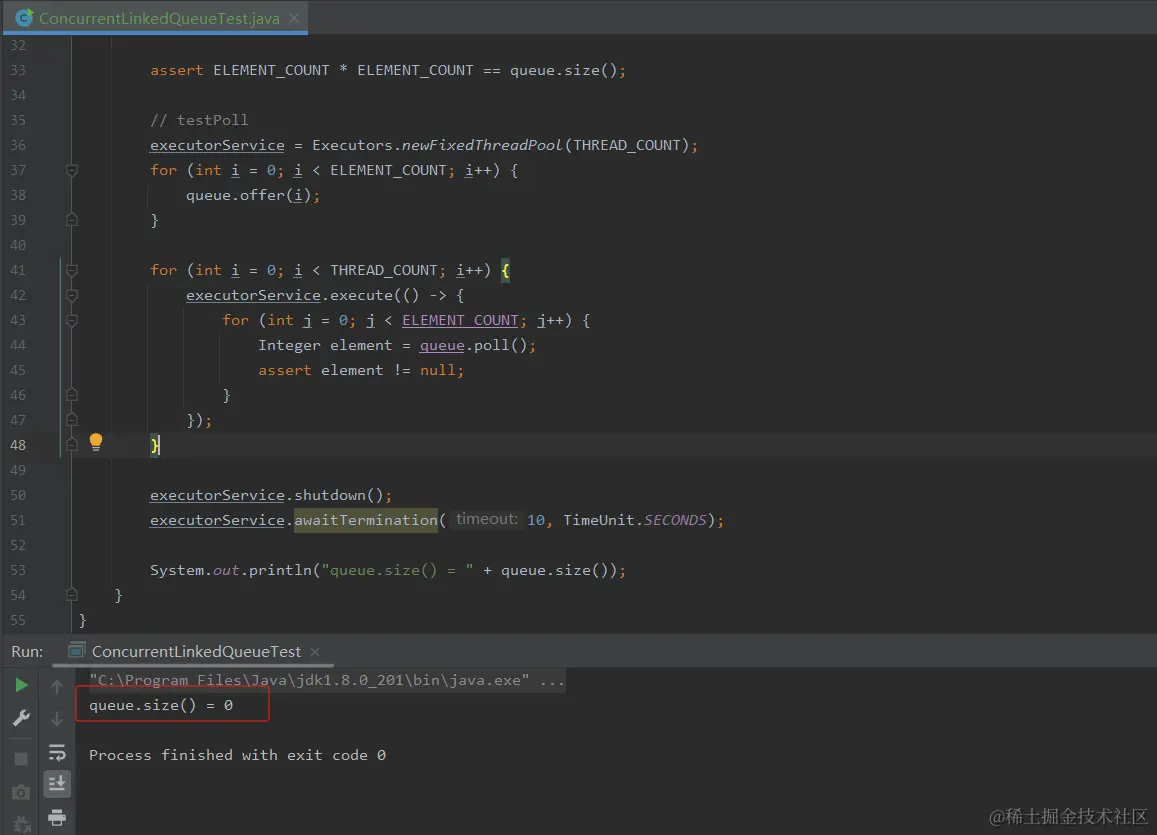 ConcurrentLinkedQueueTest.java
32
33 assert ELEMENT_COUNT * ELEMENT_COUNT == queue.size();
34
35 // testPoll
36 executorService = Executors.newFixedThreadPool(THREAD_COUNT);
37 for (int i = 0; i < ELEMENT_COUNT; i++) {
38 queue.offer(i);
39 }
40
41 for (int i = 0; i < THREAD_COUNT; i++) {
42 executorService.execute(() -> {
43 for (int j = 0; j < ELEMENT_COUNT; j++) {
44 Integer element = queue.poll();
45 assert element != null;
46 }
47 });
48 }
49
50 executorService.shutdown();
51 executorService.awaitTermination( timeout: 10, TimeUnit.SECONDS);
52
53 System.out.println("queue.size() = " + queue.size());
54 }
55 }
Run: ConcurrentLinkedQueueTest
"C:\Program Files\Java\jdk1.8.0_201\bin\java.exe" ...
queue.size() = 0
Process finished with exit code 0
@稀土掘金技术社区